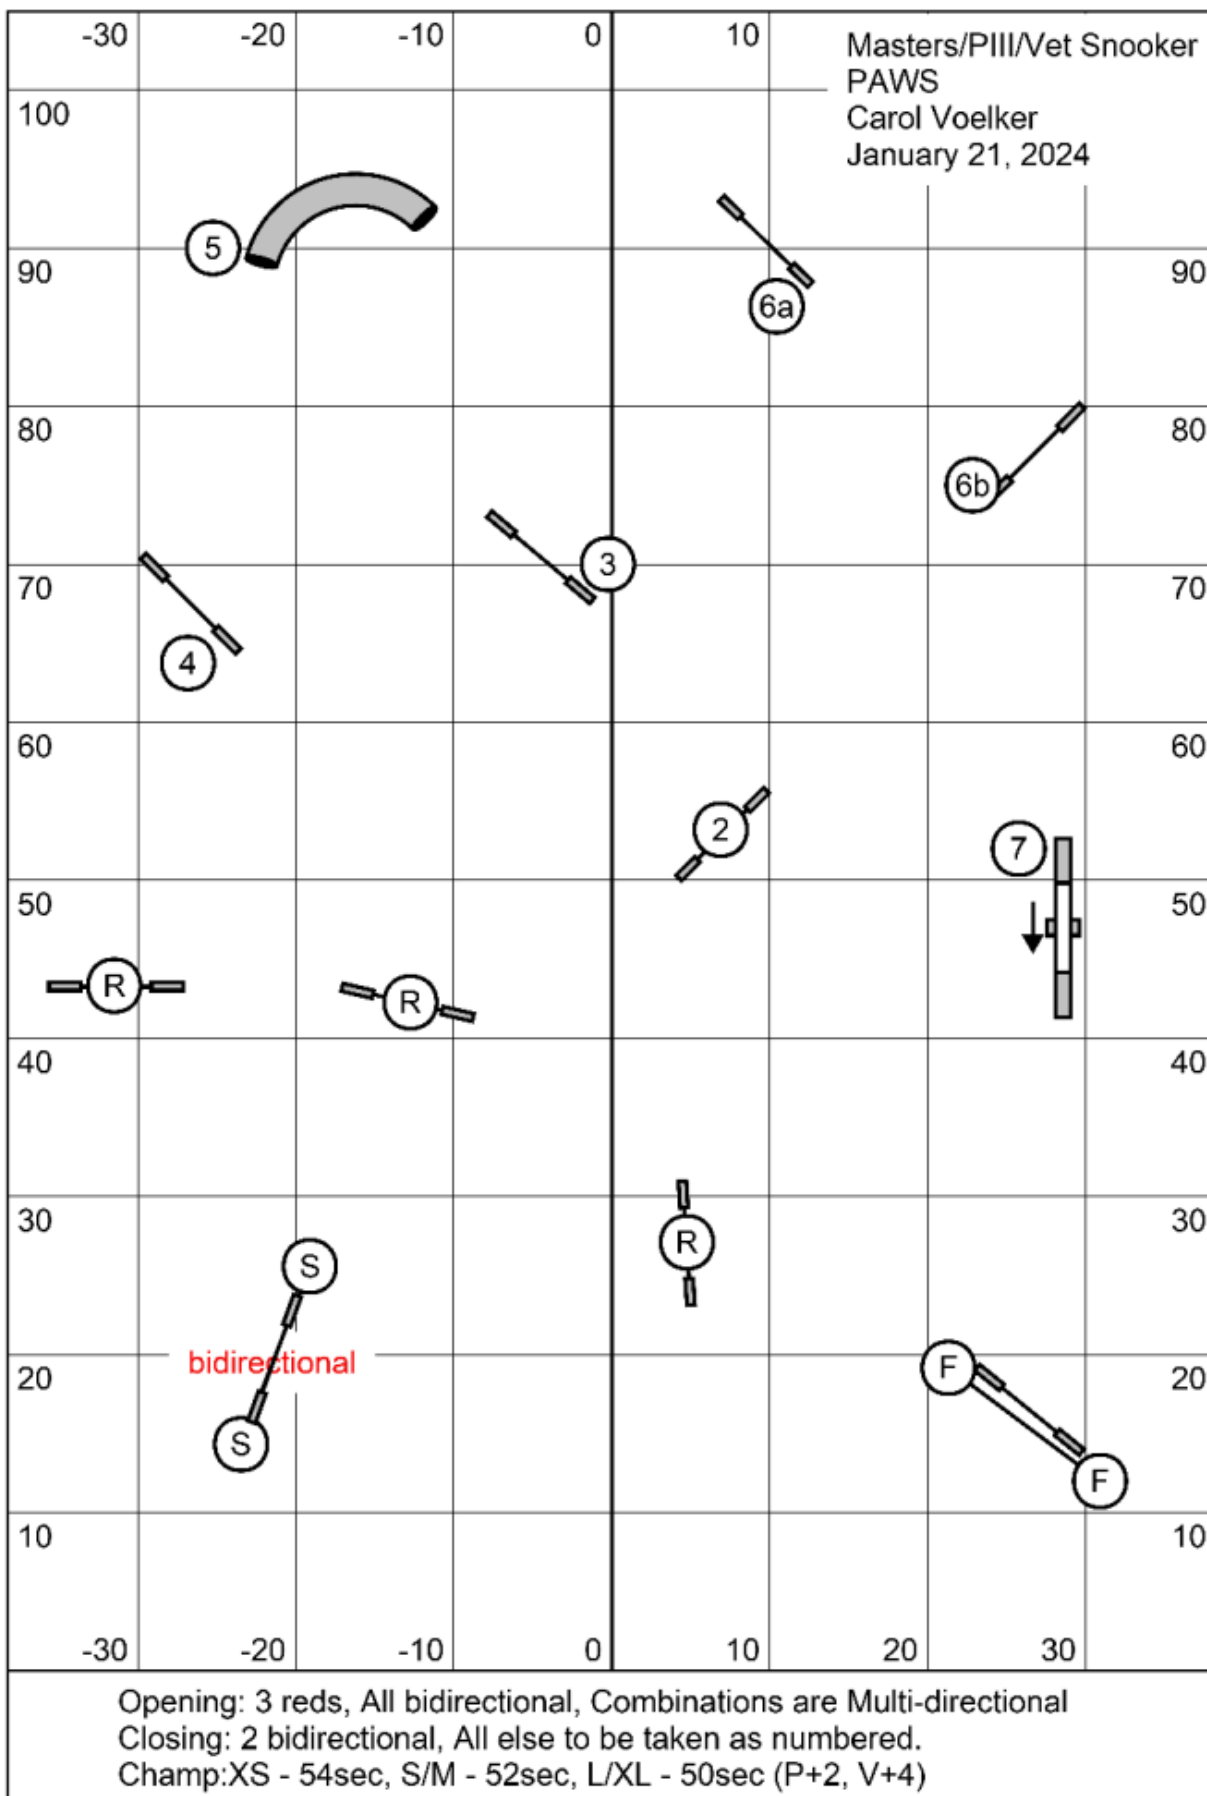 -30 -20 -10 0 10
Masters/PIII/Vet Snooker
PAWS
Carol Voelker
January 21, 2024
100
5
90 90
6a
80 80
6b
3
70 70
4
60 60
2
7
50 50
R R
40 40
30 30
R
S
bidirectional
F
20 20
S
F
10 10
-30 -20 -10 0 10 20 30
Opening: 3 reds, All bidirectional, Combinations are Multi-directional
Closing: 2 bidirectional, All else to be taken as numbered.
Champ:XS - 54sec, S/M - 52sec, L/XL - 50sec (P+2, V+4)